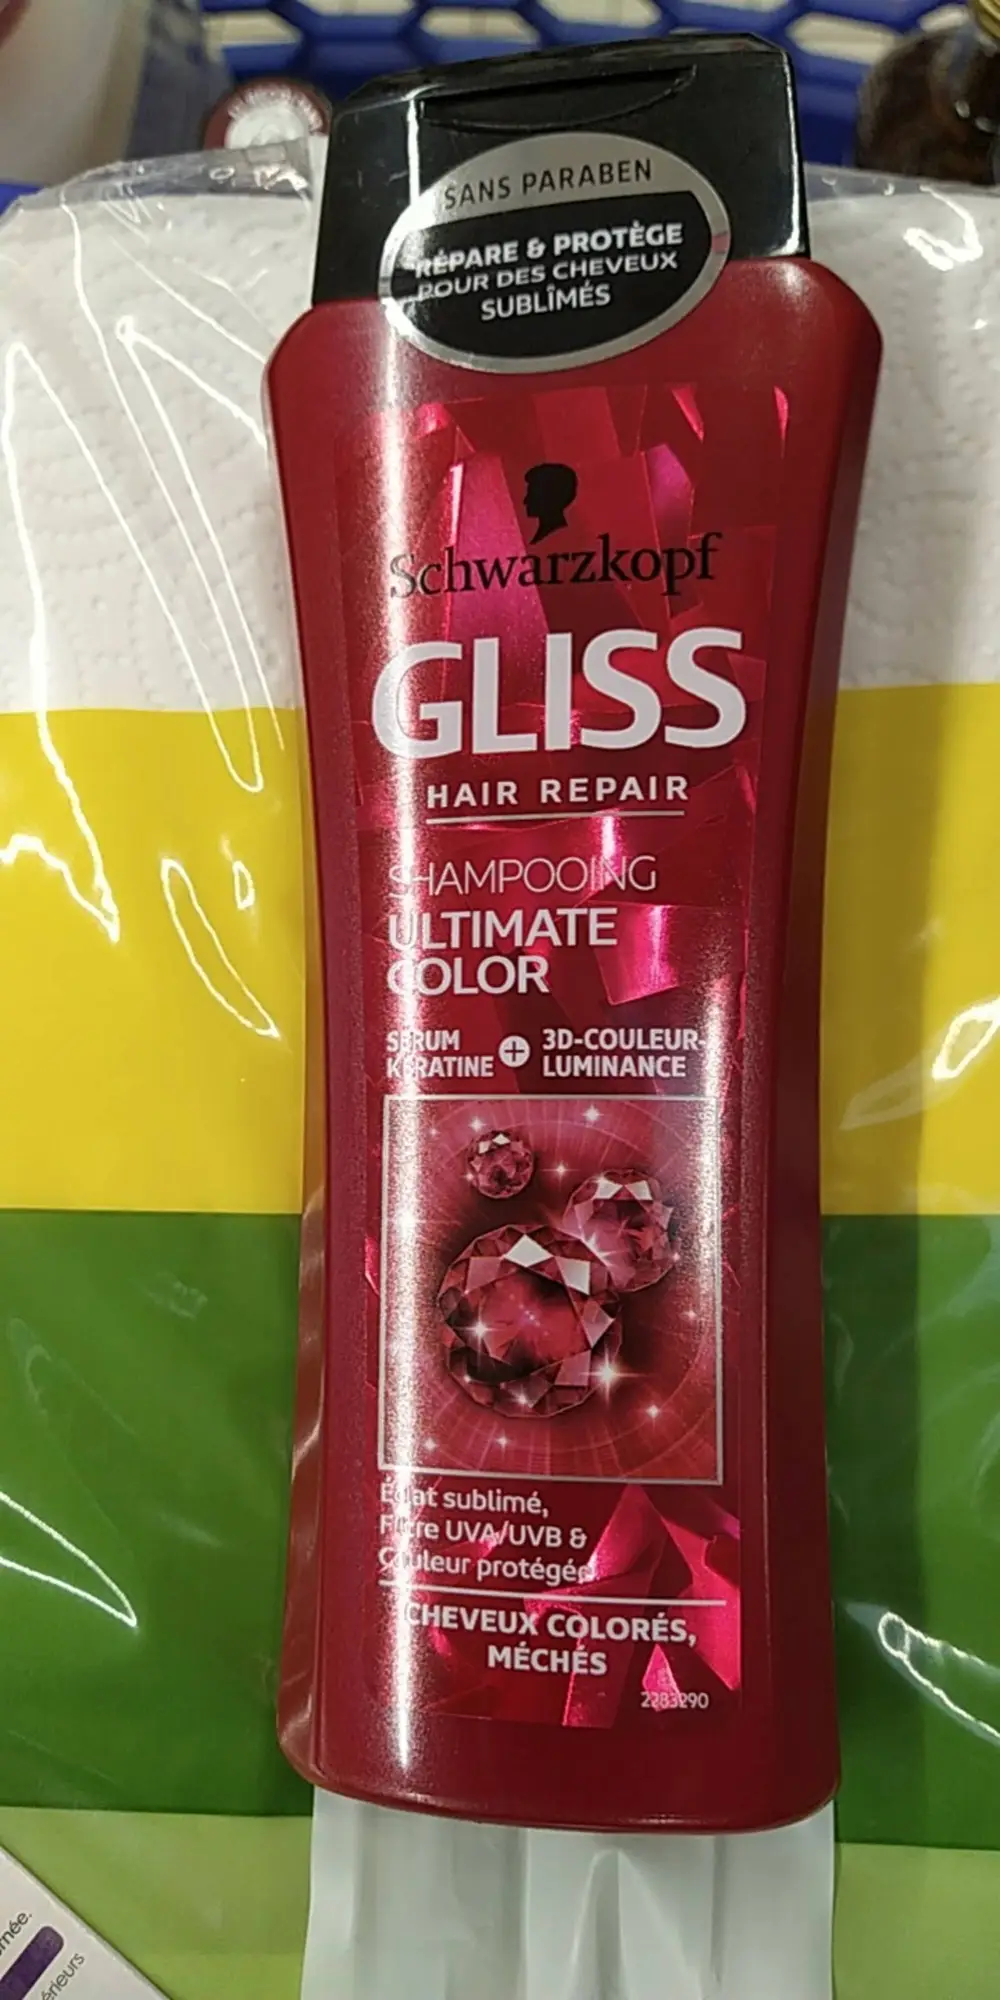 SANS PARABEN
RÉPARE & PROTÈGE
POUR DES CHEVEUX
SUBLÎMÉS
Schwarzkopf
GLISS
HAIR REPAIR
SHAMPOOING
ULTIMATE
COLOR
SERUM KERATINE + 3D-COULEUR-LUMINANCE
Éclat sublimé,
Filtre UVA/UVB &
Couleur protégée
CHEVEUX COLORÉS,
MÉCHÉS
2283290